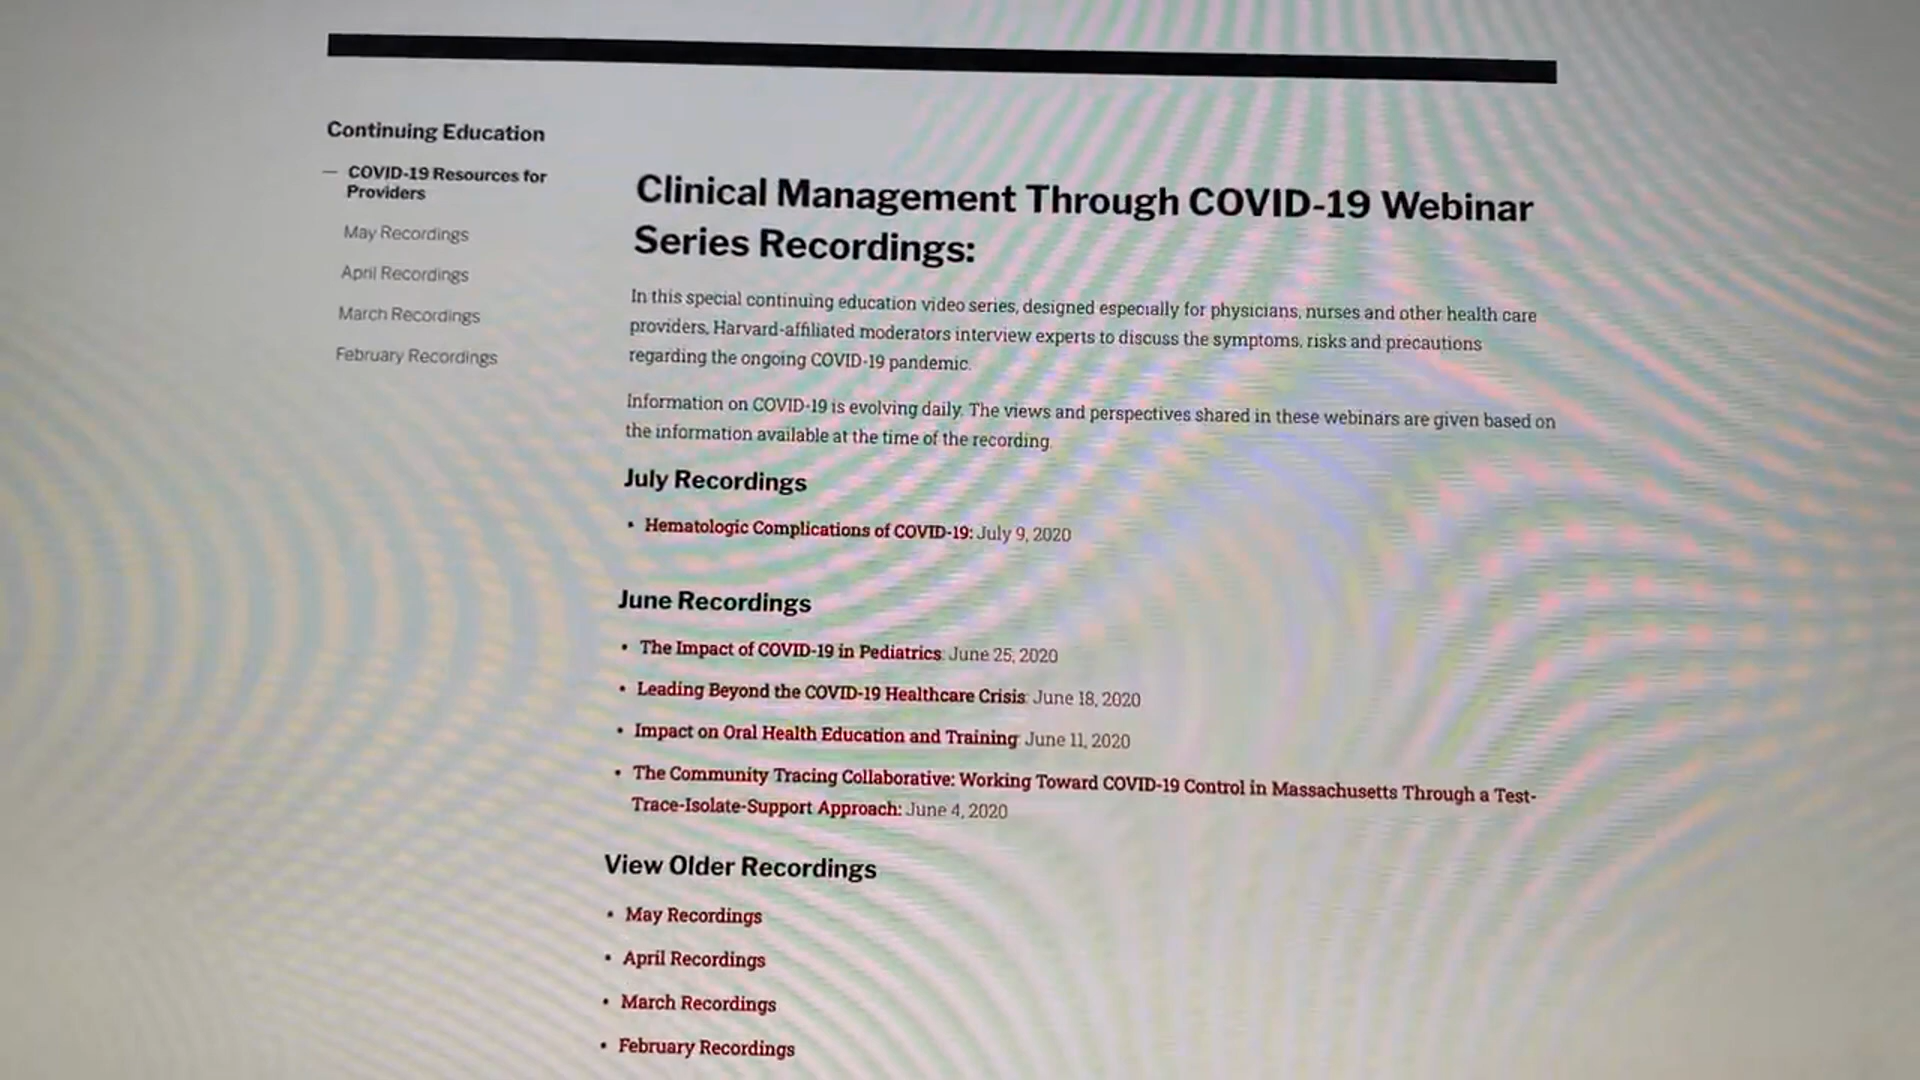 Continuing Education
— COVID-19 Resources for
Providers
May Recordings
April Recordings
March Recordings
February Recordings
Clinical Management Through COVID-19 Webinar
Series Recordings:
In this special continuing education video series, designed especially for physicians, nurses and other health care
providers, Harvard-affiliated moderators interview experts to discuss the symptoms, risks and precautions
regarding the ongoing COVID-19 pandemic.
Information on COVID-19 is evolving daily. The views and perspectives shared in these webinars are given based on
the information available at the time of the recording.
July Recordings
• Hematologic Complications of COVID-19: July 9, 2020
June Recordings
• The Impact of COVID-19 in Pediatrics: June 25, 2020
• Leading Beyond the COVID-19 Healthcare Crisis: June 18, 2020
• Impact on Oral Health Education and Training: June 11, 2020
• The Community Tracing Collaborative: Working Toward COVID-19 Control in Massachusetts Through a Test-
Trace-Isolate-Support Approach: June 4, 2020
View Older Recordings
• May Recordings
• April Recordings
• March Recordings
• February Recordings